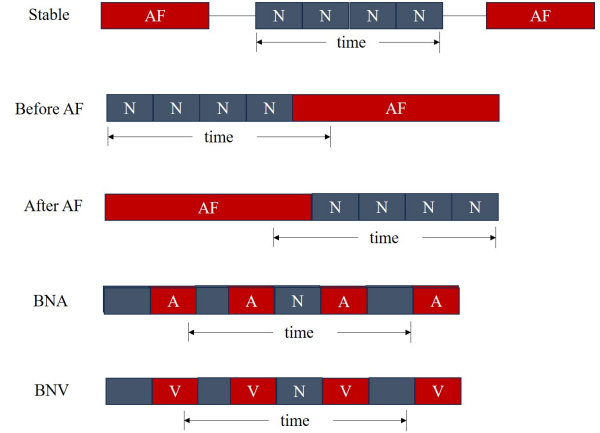 Stable AF N N N N AF
time
Before AF N N N N AF
time
After AF AF N N N N
time
BNA A A N A A
time
BNV V V N V V
time